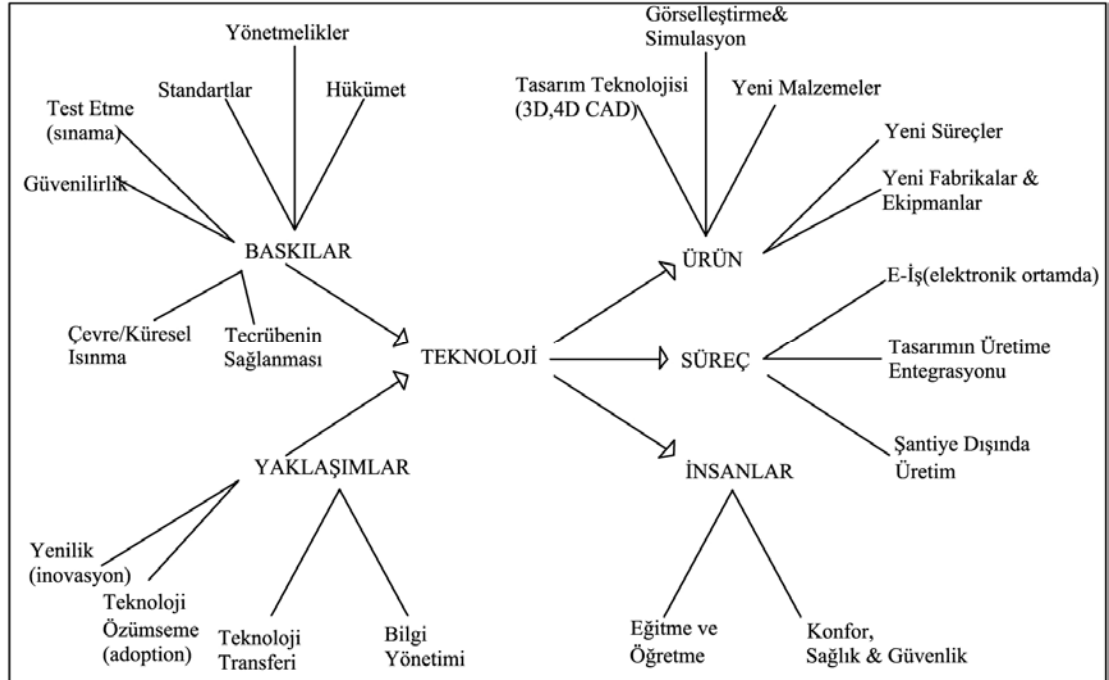 Yönetmelikler
Standartlar
Hükümet
Test Etme
(sınama)
Güvenilirlik
BASKILAR
Çevre/Küresel
Isınma
Tecrübenin
Sağlanması
Görselleştirme&
Simulasyon
Tasarım Teknolojisi
(3D,4D CAD)
Yeni Malzemeler
Yeni Süreçler
Yeni Fabrikalar &
Ekipmanlar
ÜRÜN
E-İş(elektronik ortamda)
TEKNOLOJİ
SÜREÇ
Tasarımın Üretime
Entegrasyonu
Şantiye Dışında
Üretim
YAKLAŞIMLAR
İNSANLAR
Yenilik
(inovasyon)
Teknoloji
Özümseme
(adoption)
Teknoloji
Transferi
Bilgi
Yönetimi
Eğitme ve
Öğretme
Konfor,
Sağlık & Güvenlik